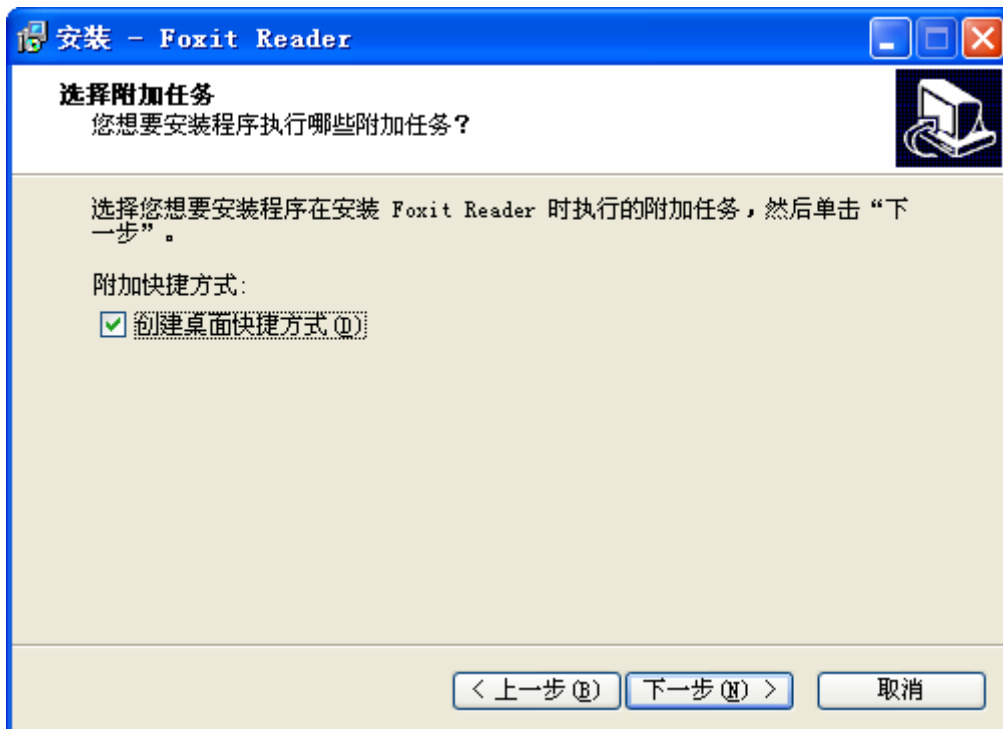 安装 - Foxit Reader
选择附加任务
您想要安装程序执行哪些附加任务？
选择您想要安装程序在安装 Foxit Reader 时执行的附加任务，然后单击“下
一步”。
附加快捷方式:
创建桌面快捷方式(D)
< 上一步(B) 下一步(N) > 取消